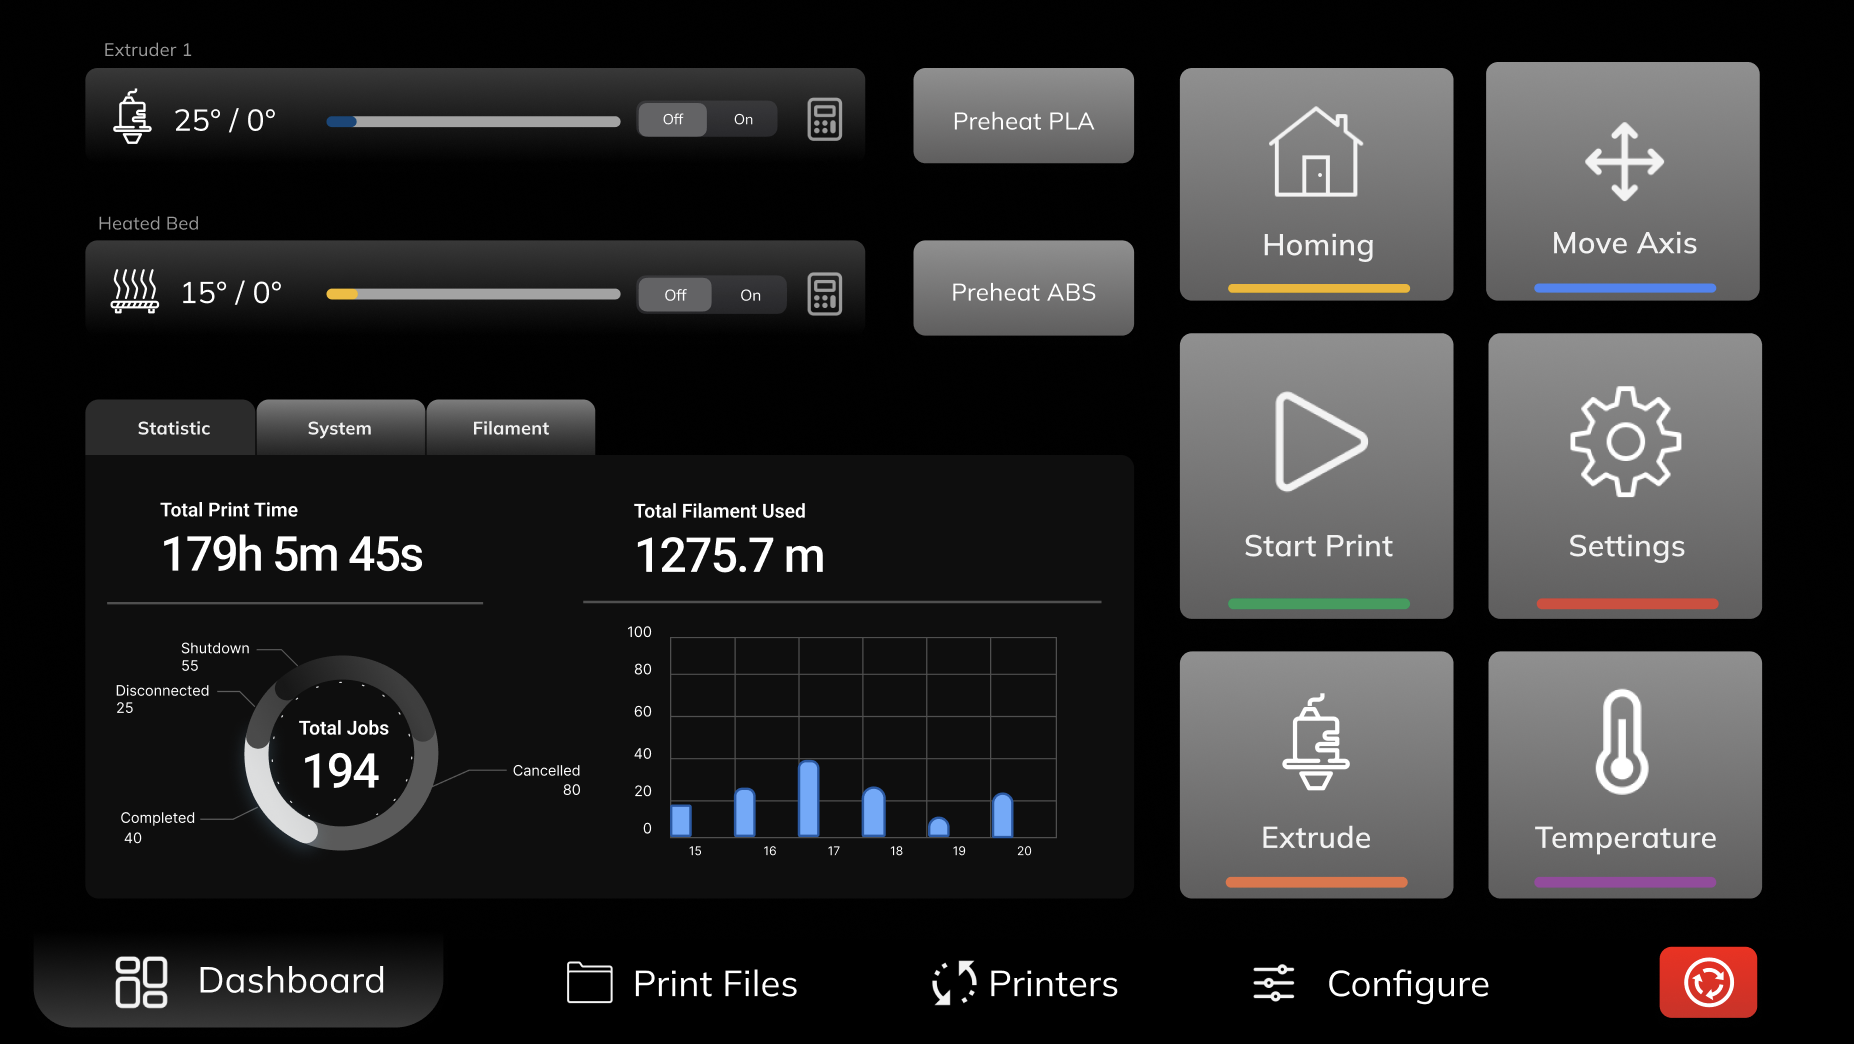 Extruder 1
25° / 0°
Off On
Preheat PLA
Heated Bed
15° / 0°
Off On
Preheat ABS
Homing
Move Axis
Statistic System Filament
Total Print Time
179h 5m 45s
Total Filament Used
1275.7 m
Shutdown
55
Disconnected
25
Total Jobs
194
Cancelled
80
Completed
40
100
80
60
40
20
0
15 16 17 18 19 20
Start Print
Settings
Extrude
Temperature
Dashboard
Print Files
Printers
Configure